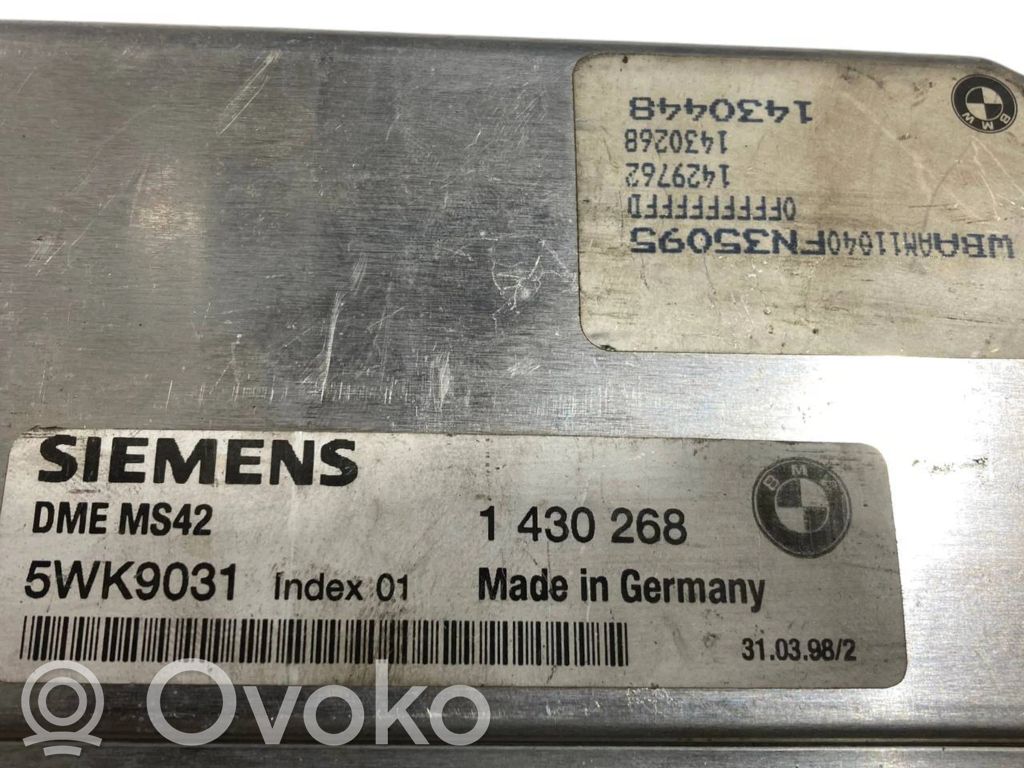 WBAAM11040FN35095
0FFFFFFFFD
1429762
1430268
1430448
BMW
SIEMENS
DME MS42
1 430 268
BMW
5WK9031 Index 01
Made in Germany
31.03.98/2
Ovoko